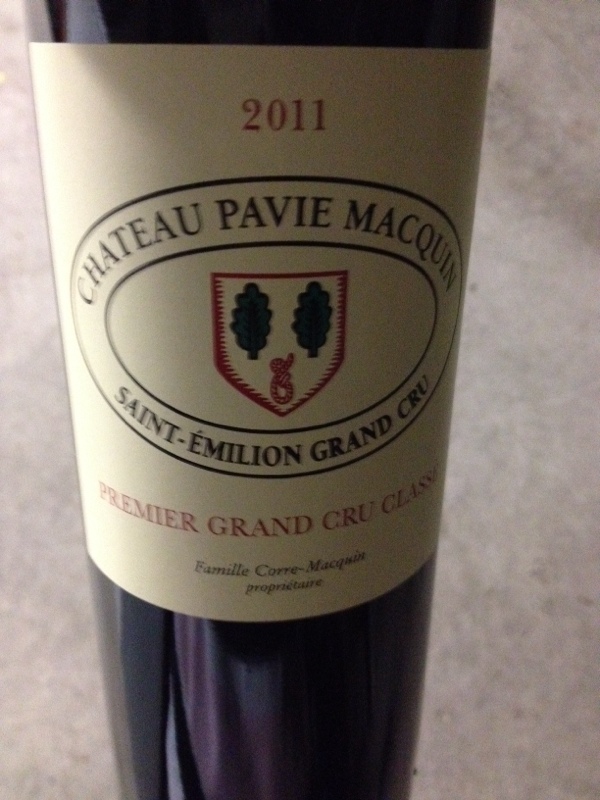 2011
CHATEAU PAVIE MACQUIN
SAINT-ÉMILION GRAND CRU
PREMIER GRAND CRU CLASSÉ
Famille Corre-Macquin
propriétaire